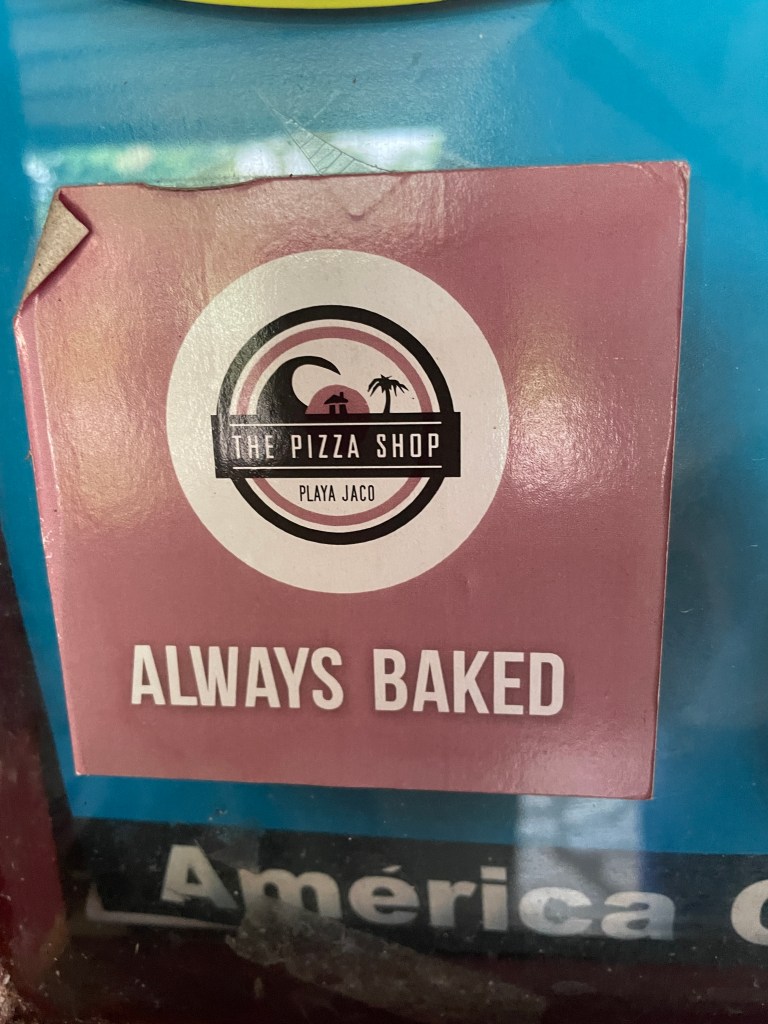 THE PIZZA SHOP
PLAYA JACO
ALWAYS BAKED
América